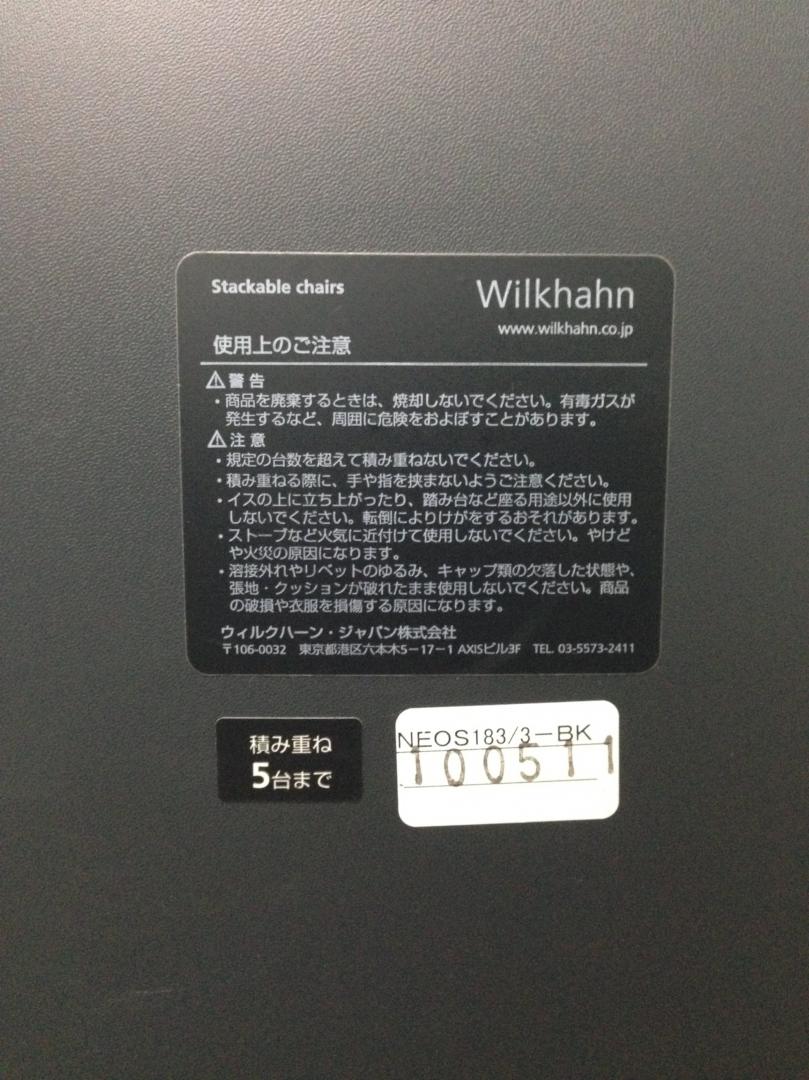 Stackable chairs
Wilkhahn
www.wilkhahn.co.jp
使用上のご注意
⚠警告
・商品を廃棄するときは、焼却しないでください。有毒ガスが
発生するなど、周囲に危険をおよぼすことがあります。
⚠注意
・規定の台数を超えて積み重ねないでください。
・積み重ねる際に、手や指を挟まないようご注意ください。
・イスの上に立ち上がったり、踏み台など座る用途以外に使用
しないでください。転倒によりけがをするおそれがあります。
・ストーブなど火気に近付けて使用しないでください。やけど
や火災の原因になります。
・溶接外れやリベットのゆるみ、キャップ類の欠落した状態や、
張地・クッションが破れたまま使用しないでください。商品
の破損や衣服を損傷する原因になります。
ウィルクハーン・ジャパン株式会社
〒106-0032 東京都港区六本木5-17-1 AXISビル3F TEL. 03-5573-2411
積み重ね
5台まで
NEOS183/3-BK
100511